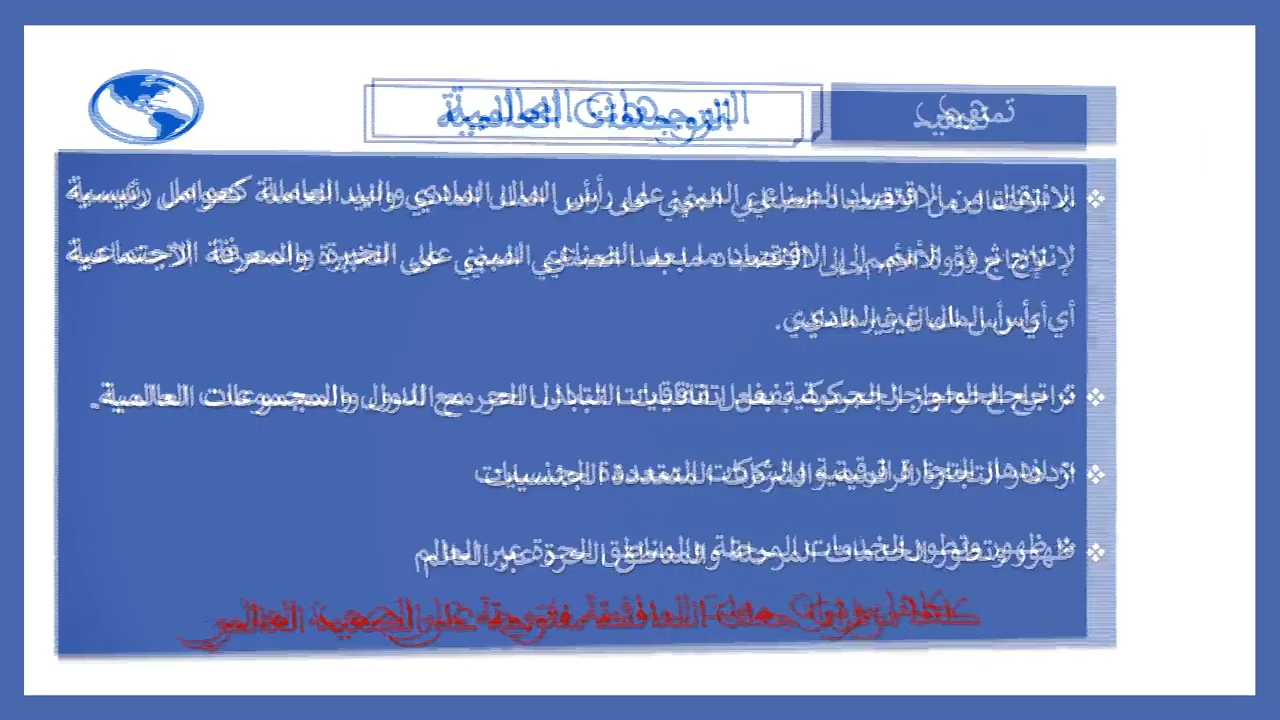 تمهيد
التوجهات العالمية
الانتقال من الاقتصاد الصناعي المبني على رأس المال المادي واليد العاملة كعوامل رئيسية
لإنتاج ثروة الأمم إلى الاقتصاد ما بعد الصناعي المبني على الخبرة والمعرفة الاجتماعية
أي رأس المال غير المادي.
تراجع الحواجز الجمركية بفعل اتفاقيات التبادل الحر مع الدول والمجموعات العالمية.
ازدهار التجارة الرقمية والشركات المتعددة الجنسيات
ظهور وتطور الخدمات المرحلة والمناطق الحرة عبر العالم
جعلت المنافسة مفتوحة على الصعيد العالمي